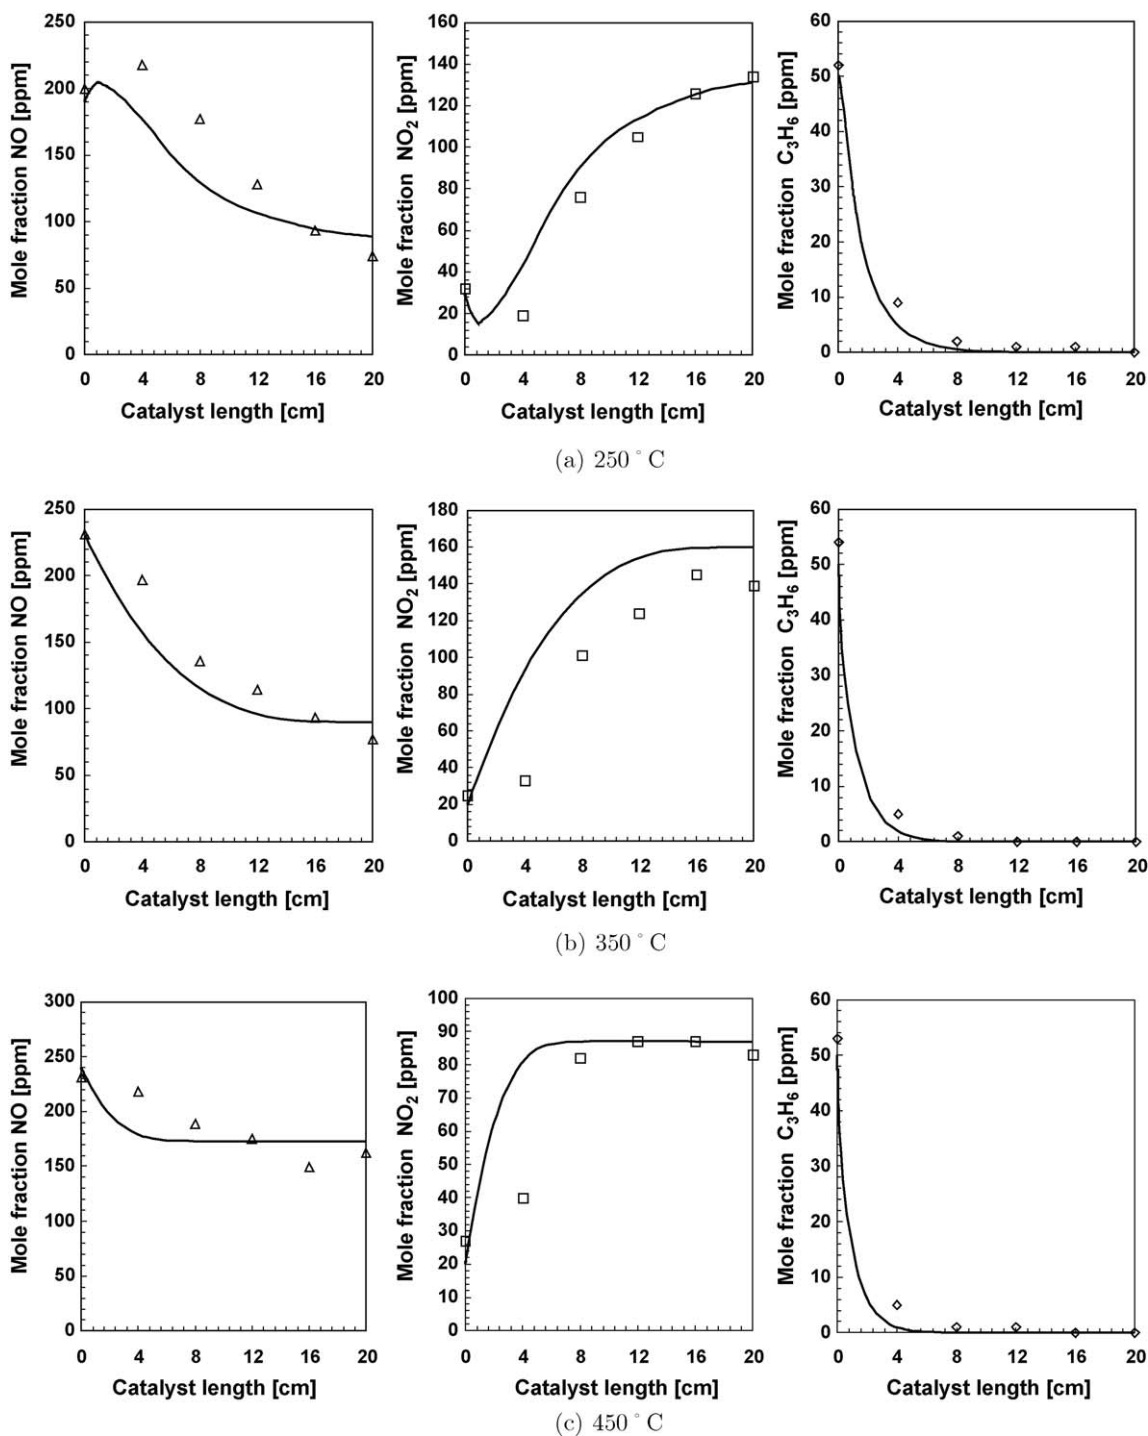 Mole fraction NO [ppm]
250
200
150
100
50
0
0 4 8 12 16 20
Catalyst length [cm]
Mole fraction NO2 [ppm]
160
140
120
100
80
60
40
20
0
0 4 8 12 16 20
Catalyst length [cm]
Mole fraction C3H6 [ppm]
60
50
40
30
20
10
0
0 4 8 12 16 20
Catalyst length [cm]
(a) 250 °C
Mole fraction NO [ppm]
250
200
150
100
50
0
0 4 8 12 16 20
Catalyst length [cm]
Mole fraction NO2 [ppm]
180
160
140
120
100
80
60
40
20
0
0 4 8 12 16 20
Catalyst length [cm]
Mole fraction C3H6 [ppm]
60
50
40
30
20
10
0
0 4 8 12 16 20
Catalyst length [cm]
(b) 350 °C
Mole fraction NO [ppm]
300
250
200
150
100
50
0
0 4 8 12 16 20
Catalyst length [cm]
Mole fraction NO2 [ppm]
100
90
80
70
60
50
40
30
20
10
0
0 4 8 12 16 20
Catalyst length [cm]
Mole fraction C3H6 [ppm]
60
50
40
30
20
10
0
0 4 8 12 16 20
Catalyst length [cm]
(c) 450 °C